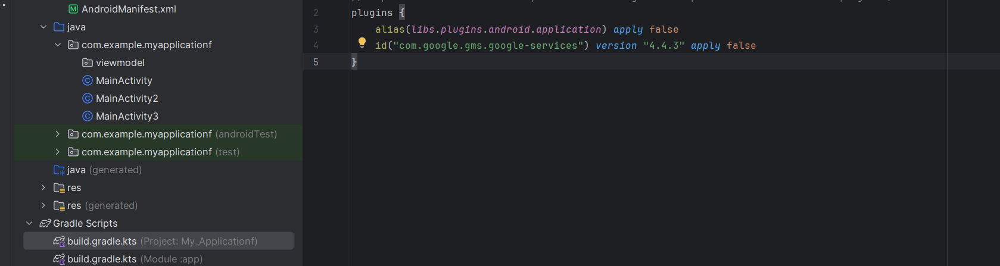 AndroidManifest.xml
java
com.example.myapplicationf
viewmodel
MainActivity
MainActivity2
MainActivity3
com.example.myapplicationf (androidTest)
com.example.myapplicationf (test)
java (generated)
res
res (generated)
Gradle Scripts
build.gradle.kts (Project: My_Applicationf)
build.gradle.kts (Module :app)
2 plugins {
3 alias(libs.plugins.android.application) apply false
4 id("com.google.gms.google-services") version "4.4.3" apply false
5 }